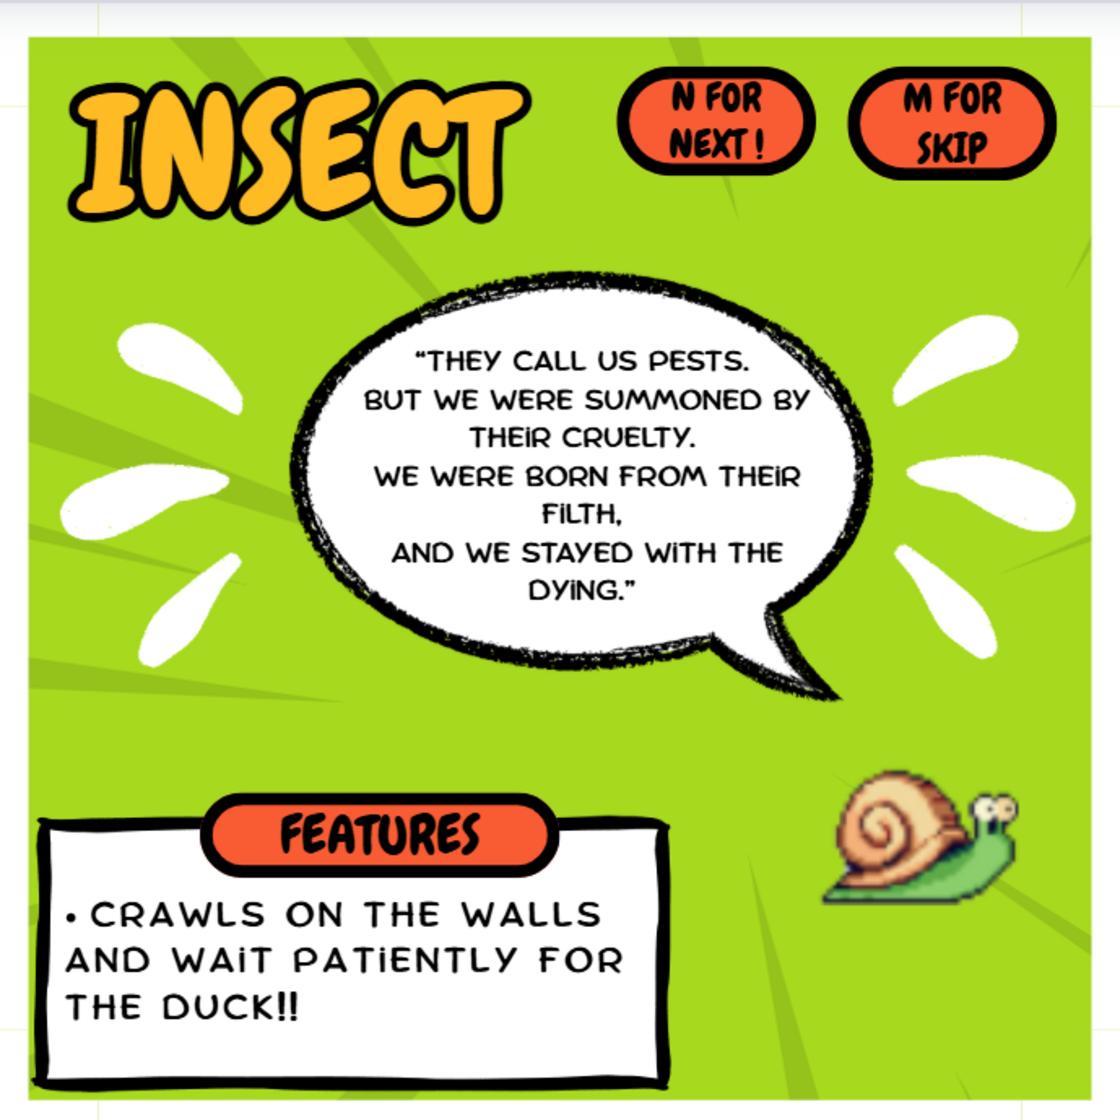 INSECT
N FOR
NEXT!
M FOR
SKIP
“THEY CALL US PESTS.
BUT WE WERE SUMMONED BY
THEIR CRUELTY.
WE WERE BORN FROM THEIR
FILTH,
AND WE STAYED WITH THE
DYING.”
FEATURES
• CRAWLS ON THE WALLS
AND WAIT PATIENTLY FOR
THE DUCK!!